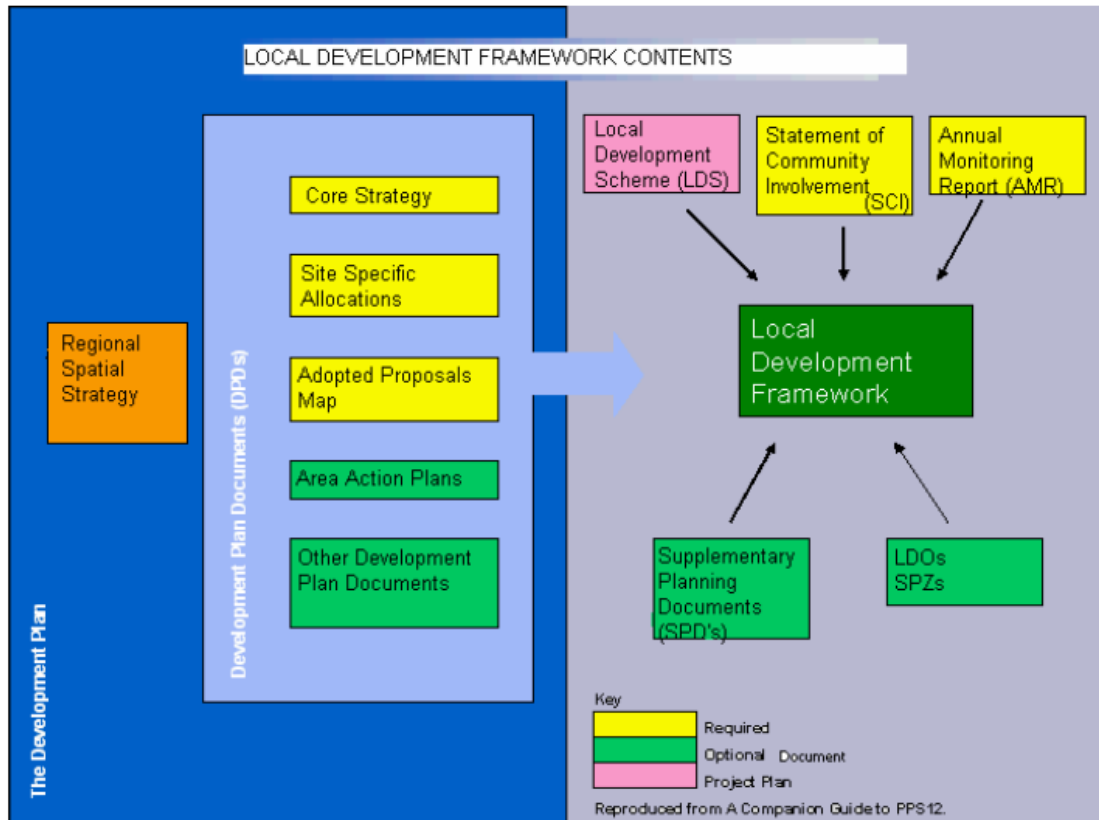 LOCAL DEVELOPMENT FRAMEWORK CONTENTS
The Development Plan
Regional
Spatial
Strategy
Development Plan Documents (DPDs)
Core Strategy
Site Specific
Allocations
Adopted Proposals
Map
Area Action Plans
Other Development
Plan Documents
Local
Development
Scheme (LDS)
Statement of
Community
Involvement
(SCI)
Annual
Monitoring
Report (AMR)
Local
Development
Framework
Supplementary
Planning
Documents
(SPD's)
LDOs
SPZs
Key
Required
Optional Document
Project Plan
Reproduced from A Companion Guide to PPS12.